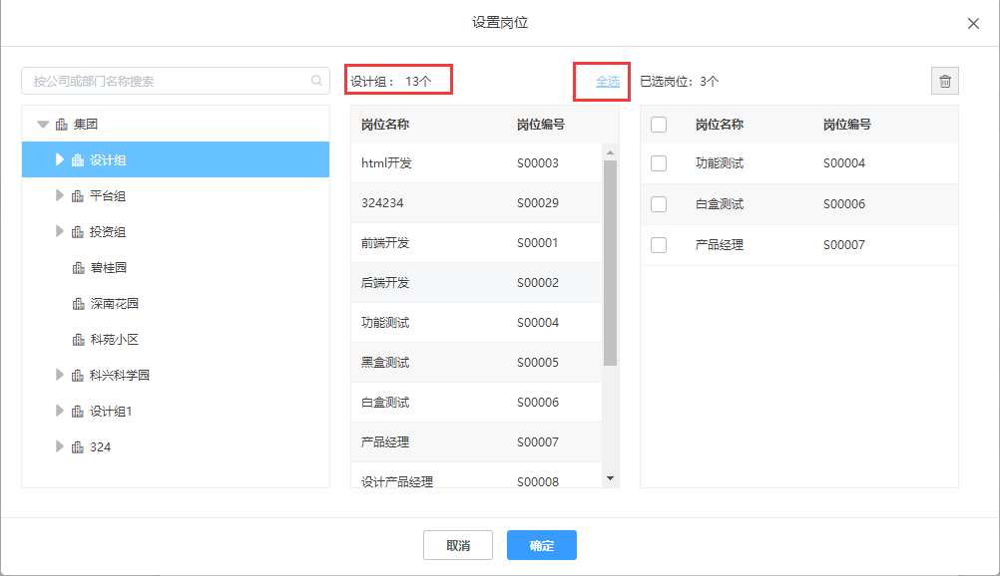 设置岗位
按公司或部门名称搜索
设计组： 13个
全选
已选岗位：3个
集团
设计组
平台组
投资组
碧桂园
深南花园
科苑小区
科兴科学园
设计组1
324
岗位名称 岗位编号
html开发 S00003
324234 S00029
前端开发 S00001
后端开发 S00002
功能测试 S00004
黑盒测试 S00005
白盒测试 S00006
产品经理 S00007
设计产品经理 S00008
岗位名称 岗位编号
功能测试 S00004
白盒测试 S00006
产品经理 S00007
取消
确定